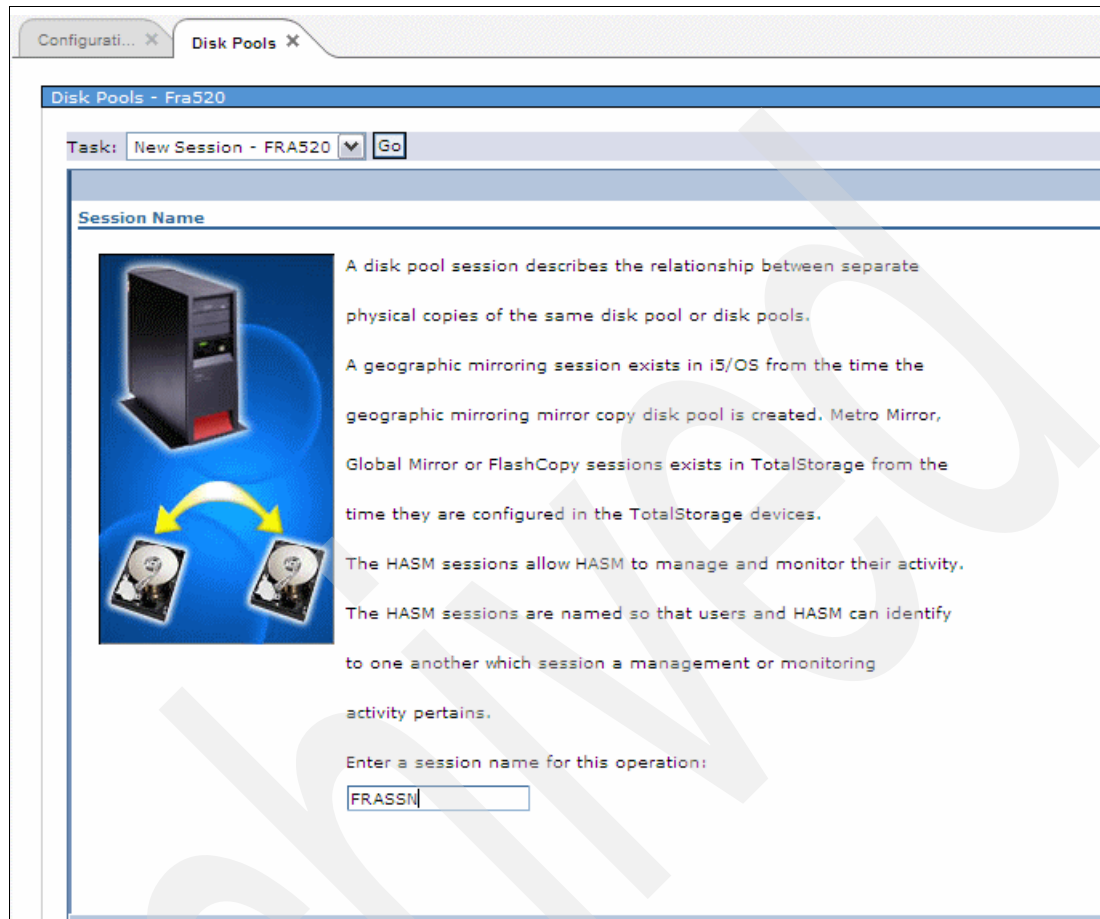 Configurati...
Disk Pools
Disk Pools - Fra520
Task: New Session - FRA520 Go
Session Name
A disk pool session describes the relationship between separate
physical copies of the same disk pool or disk pools.
A geographic mirroring session exists in i5/OS from the time the
geographic mirroring mirror copy disk pool is created. Metro Mirror,
Global Mirror or FlashCopy sessions exists in TotalStorage from the
time they are configured in the TotalStorage devices.
The HASM sessions allow HASM to manage and monitor their activity.
The HASM sessions are named so that users and HASM can identify
to one another which session a management or monitoring
activity pertains.
Enter a session name for this operation:
FRASSN
hived